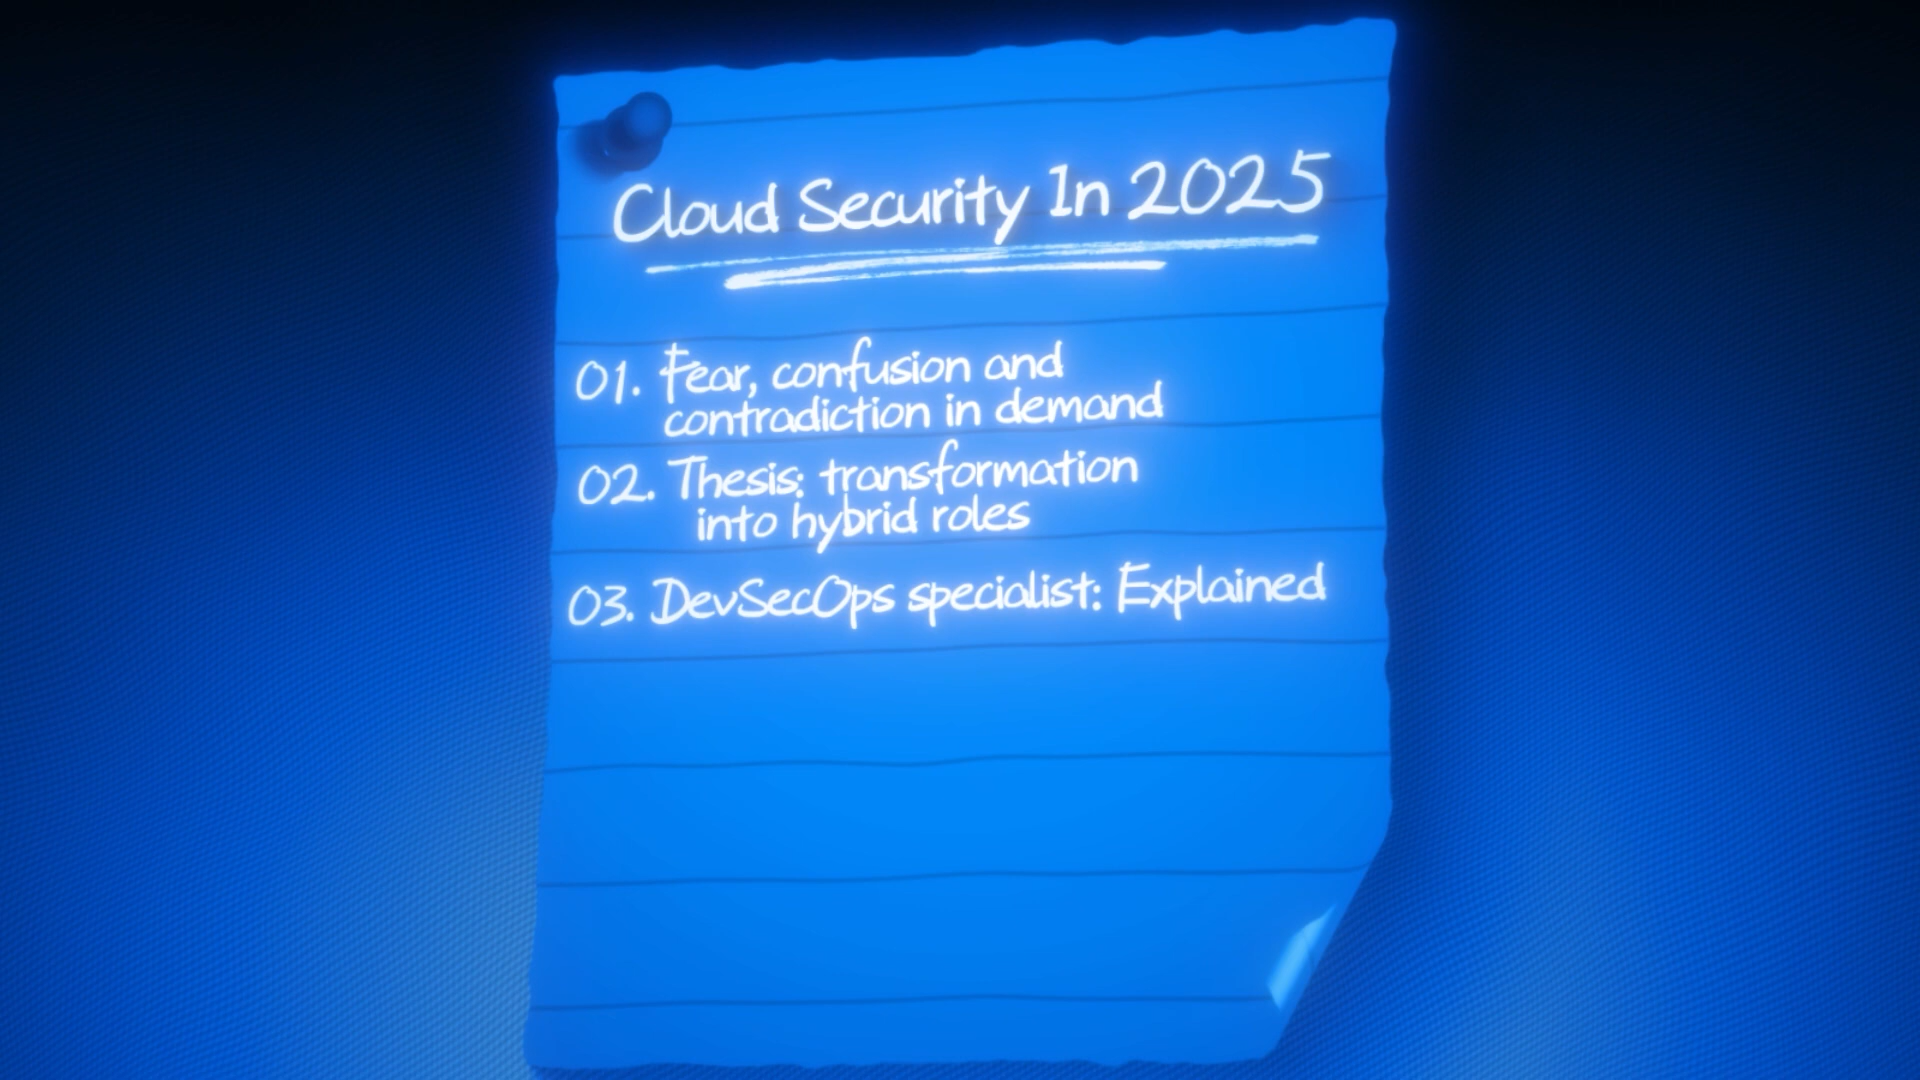 Cloud Security In 2025
01. Fear, confusion and
contradiction in demand
02. Thesis: transformation
into hybrid roles
03. DevSecOps specialist: Explained